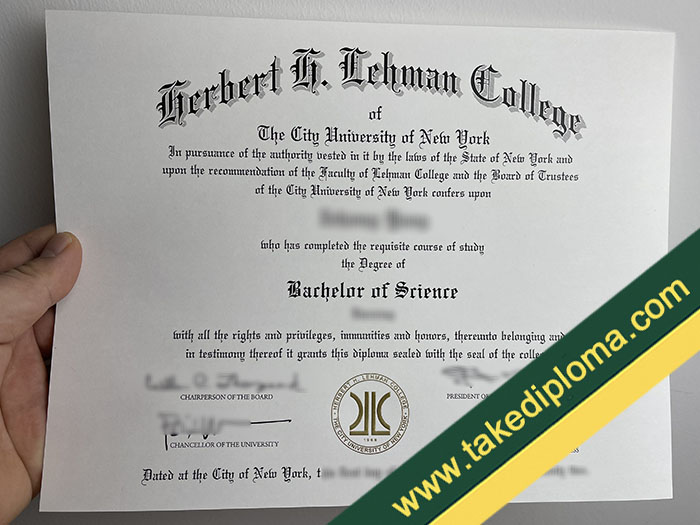 Herbert H. Lehman College
of
The City University of New York
In pursuance of the authority vested in it by the laws of the State of New York and
upon the recommendation of the Faculty of Lehman College and the Board of Trustees
of the City University of New York confers upon
who has completed the requisite course of study
the Degree of
Bachelor of Science
with all the rights and privileges, immunities and honors, thereunto belonging and
in testimony thereof it grants this diploma sealed with the seal of the
CHAIRPERSON OF THE BOARD
PRESIDENT
HERBERT H. LEHMAN COLLEGE
THE CITY UNIVERSITY OF NEW YORK
1968
CHANCELLOR OF THE UNIVERSITY
Dated at the City of New York,
www.takediploma.com